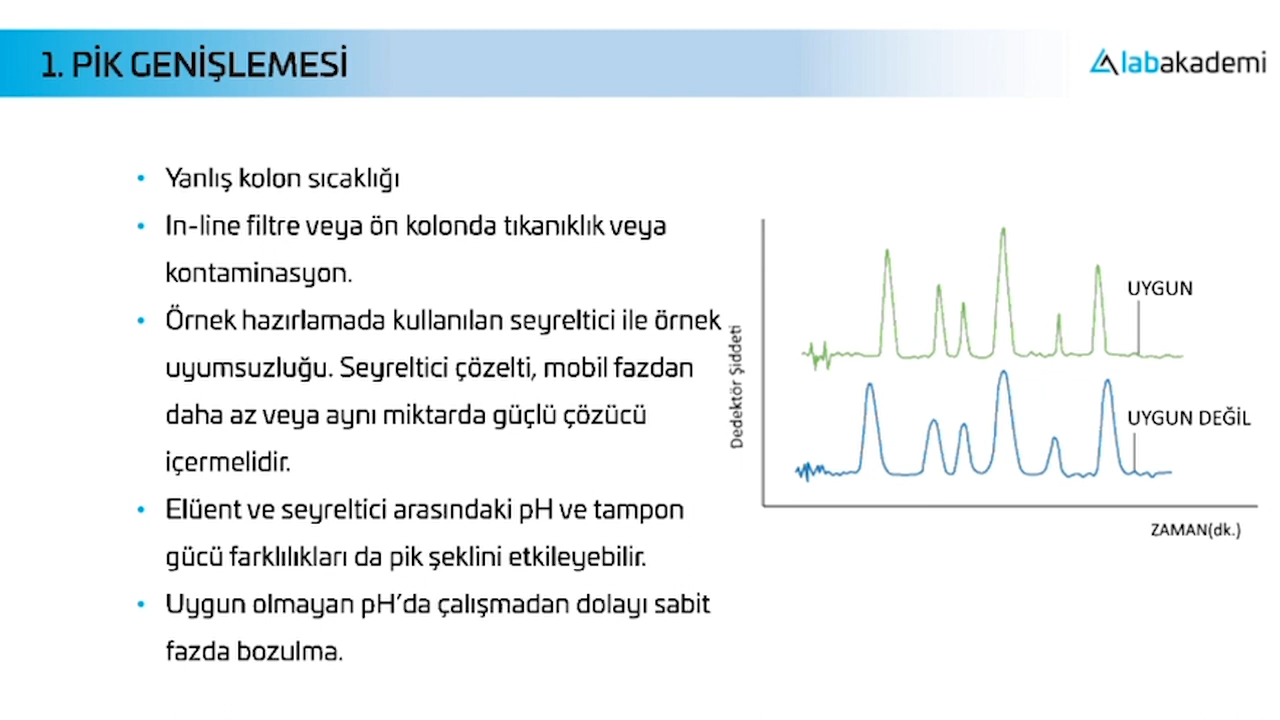 1. PİK GENİŞLEMESİ
labakademi
• Yanlış kolon sıcaklığı
• In-line filtre veya ön kolonda tıkanıklık veya
kontaminasyon.
• Örnek hazırlamada kullanılan seyreltici ile örnek
uyumsuzluğu. Seyreltici çözelti, mobil fazdan
daha az veya aynı miktarda güçlü çözücü
içermelidir.
• Elüent ve seyreltici arasındaki pH ve tampon
gücü farklılıkları da pik şeklini etkileyebilir.
• Uygun olmayan pH’da çalışmadan dolayı sabit
fazda bozulma.
Dedektör Şiddeti
UYGUN
UYGUN DEĞİL
ZAMAN(dk.)